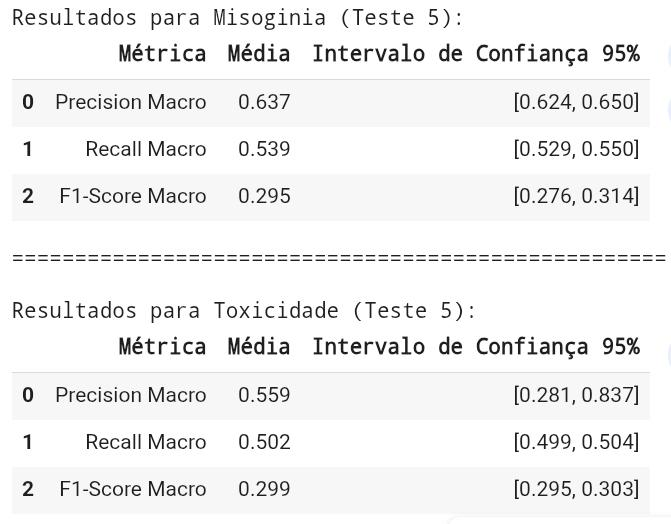 Resultados para Misoginia (Teste 5):
Métrica Média Intervalo de Confiança 95%
0 Precision Macro 0.637 [0.624, 0.650]
1 Recall Macro 0.539 [0.529, 0.550]
2 F1-Score Macro 0.295 [0.276, 0.314]
====================================================
Resultados para Toxicidade (Teste 5):
Métrica Média Intervalo de Confiança 95%
0 Precision Macro 0.559 [0.281, 0.837]
1 Recall Macro 0.502 [0.499, 0.504]
2 F1-Score Macro 0.299 [0.295, 0.303]